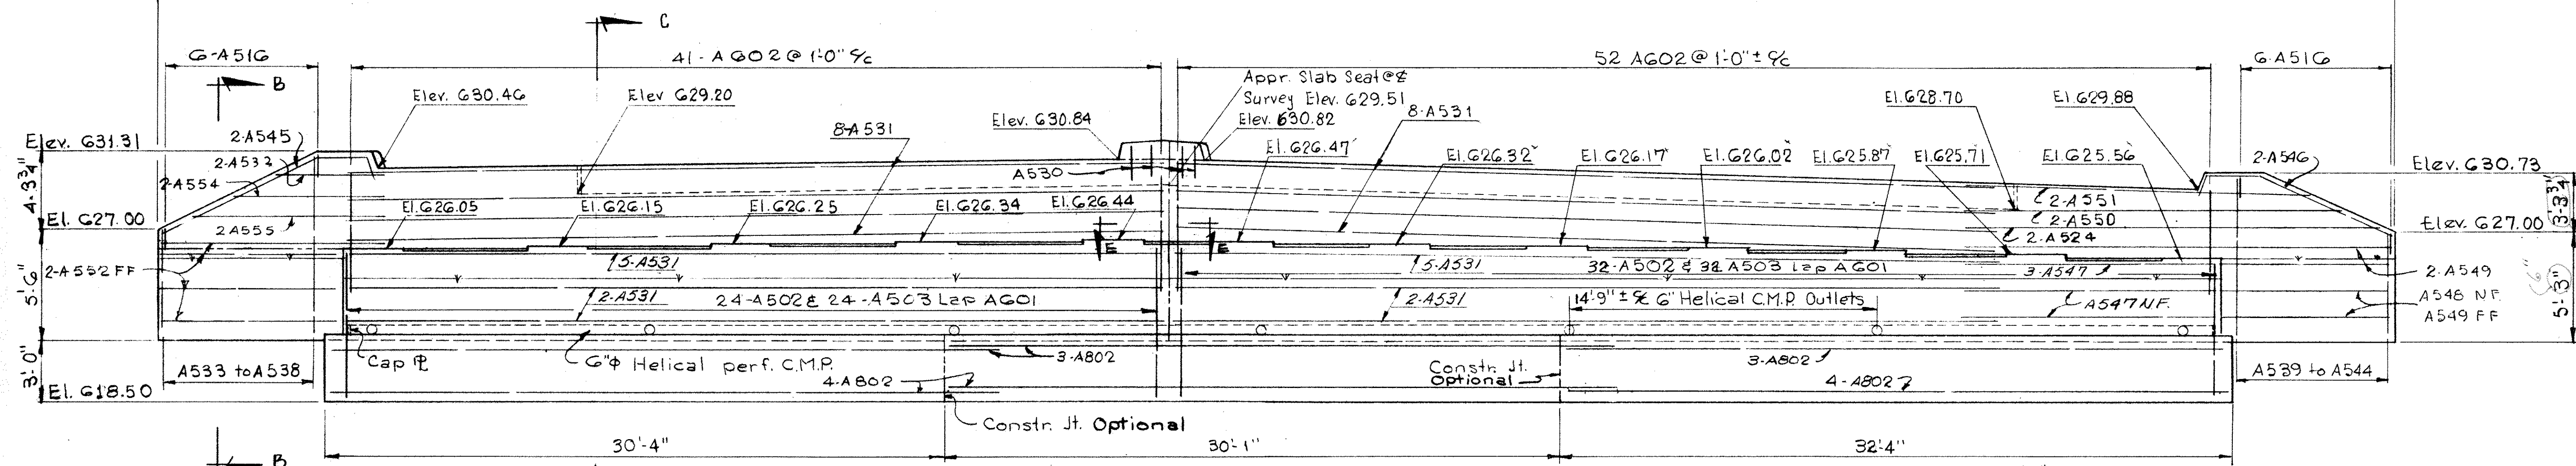 C
6-A516
41-A602@1'-0" c/c
52 A602@1'-0"± c/c
6-A516
B
Elev. 630.46
Elev 629.20
Appr. Slab Seat@℄
Survey Elev. 629.51
Elev. 630.84
Elev. 630.82
8-A531
8-A531
El.628.70
El.629.88
Elev. 631.31
2-A545
2-A533
2-A554
2A555
A530
El.626.47
El.626.32
El.626.17
El.626.02
El.625.87
El.625.71
El.625.56
2-A546
Elev. 630.73
4'-3¾"
3'-3¾"
El. 627.00
El.626.05
El.626.15
El.626.25
El.626.34
El.626.44
2-A551
2-A550
2-A524
Elev. 627.00
E
E
2-A552 FF
5-A531
5-A531
32-A502 & 32 A503 Lap A601
3-A547
2-A549
5'-6"
2-A531
24-A502 & 24-A503 Lap A601
2-A531
14'-9"± ℄ 6" Helical C.M.P. Outlets
A547 N.F.
A548 N.F.
A549 FF
5'-3"
6"
Cap ℄
6"ϕ Helical perf. C.M.P.
3-A802
3-A802
3'-0"
A533 to A538
4-A802
Constr. Jt.
Optional
4-A802
A539 to A544
El. 618.50
Constr. Jt. Optional
30'-4"
30'-1"
32'-4"
B